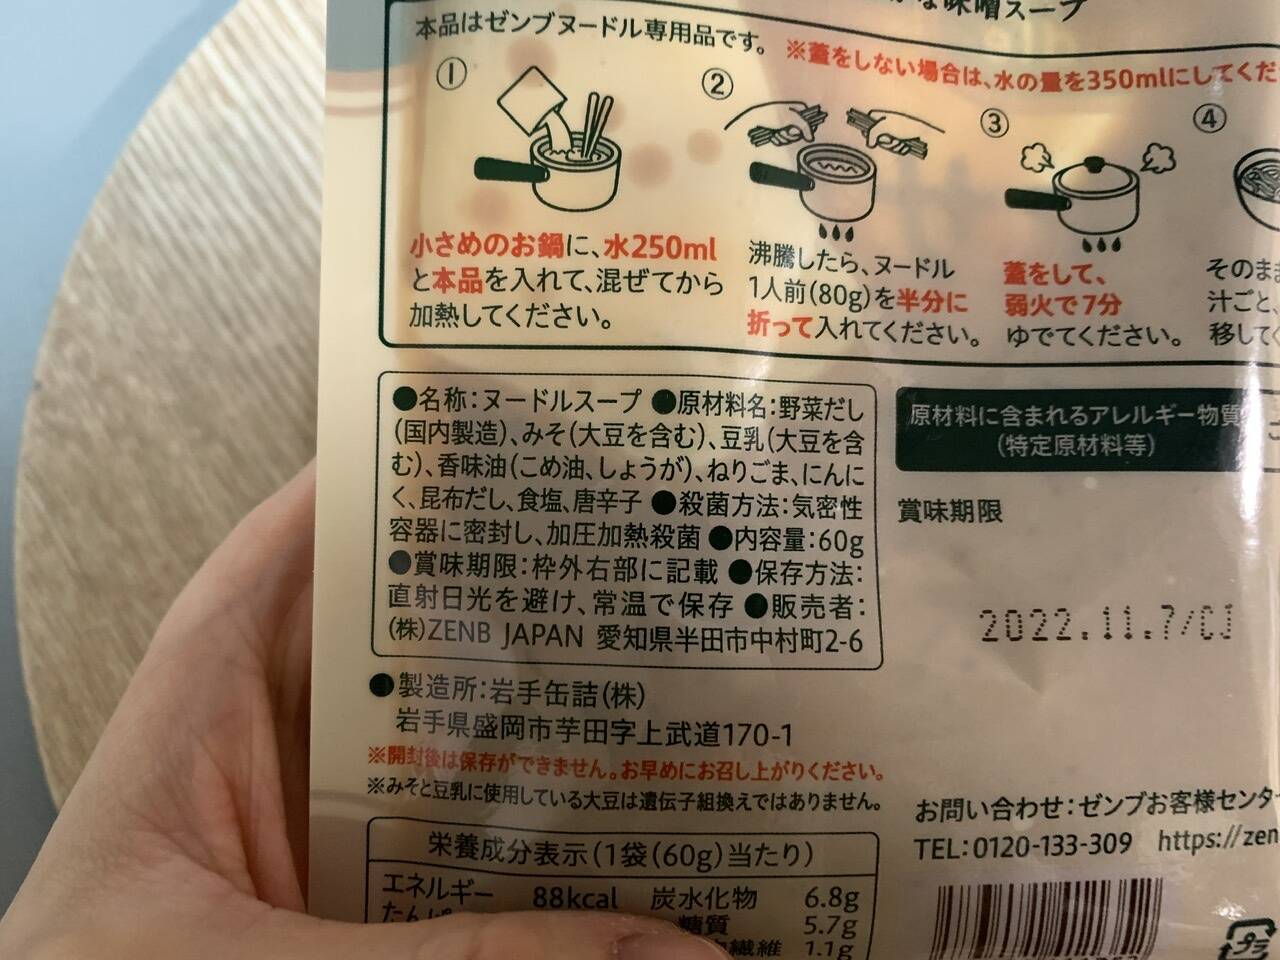 味噌スープ
本品はゼンブヌードル専用品です。 ※蓋をしない場合は、水の量を350mlにしてくだ
①
小さめのお鍋に、水250ml
と本品を入れて、混ぜてから
加熱してください。
②
沸騰したら、ヌードル
1人前(80g)を半分に
折って入れてください。
③
蓋をして、
弱火で7分
ゆでてください。
④
そのまま
汁ごと、
移して
●名称:ヌードルスープ ●原材料名:野菜だし
(国内製造)、みそ(大豆を含む)、豆乳(大豆を含
む)、香味油(こめ油、しょうが)、ねりごま、にんに
く、昆布だし、食塩、唐辛子 ●殺菌方法:気密性
容器に密封し、加圧加熱殺菌 ●内容量:60g
●賞味期限:枠外右部に記載 ●保存方法:
直射日光を避け、常温で保存 ●販売者:
(株)ZENB JAPAN 愛知県半田市中村町2-6
●製造所:岩手缶詰(株)
岩手県盛岡市芋田字上武道170-1
※開封後は保存ができません。お早めにお召し上がりください。
※みそと豆乳に使用している大豆は遺伝子組換えではありません。
栄養成分表示(1袋(60g)当たり)
エネルギー 88kcal 炭水化物 6.8g
たんぱ 糖質 5.7g
繊維 1.1g
原材料に含まれるアレルギー物質
(特定原材料等)
賞味期限
2022.11.7/CJ
お問い合わせ:ゼンブお客様センター
TEL:0120-133-309 https://zen
プラ